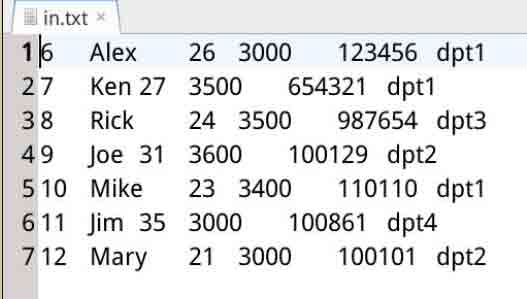 in.txt ×
1 6 Alex 26 3000 123456 dpt1
2 7 Ken 27 3500 654321 dpt1
3 8 Rick 24 3500 987654 dpt3
4 9 Joe 31 3600 100129 dpt2
5 10 Mike 23 3400 110110 dpt1
6 11 Jim 35 3000 100861 dpt4
7 12 Mary 21 3000 100101 dpt2